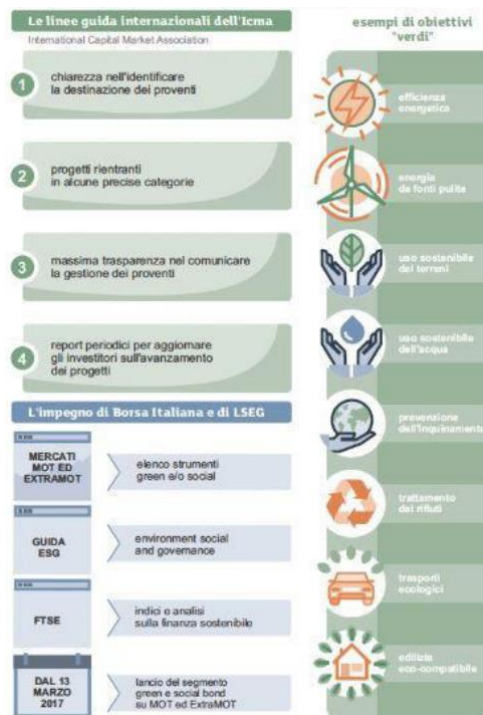 Le linee guida internazionali dell'Icma
International Capital Market Association
1
chiarezza nell'identificare
la destinazione dei proventi
2
progetti rientranti
in alcune precise categorie
3
massima trasparenza nel comunicare
la gestione dei proventi
4
report periodici per aggiornare
gli investitori sull'avanzamento
dei progetti
L'impegno di Borsa Italiana e di LSEG
MERCATI
MOT ED
EXTRAMOT
elenco strumenti
green e/o social
GUIDA
ESG
environment social
and governance
FTSE
indici e analisi
sulla finanza sostenibile
DAL 13
MARZO
2017
lancio del segmento
green e social bond
su MOT ed ExtraMOT
esempi di obiettivi
"verdi"
efficienza
energetica
energia
da fonti pulite
uso sostenibile
dei terreni
uso sostenibile
dell'acqua
prevenzione
dell'inquinamento
trattamento
dei rifiuti
trasporti
ecologici
edilizia
eco-compatibile